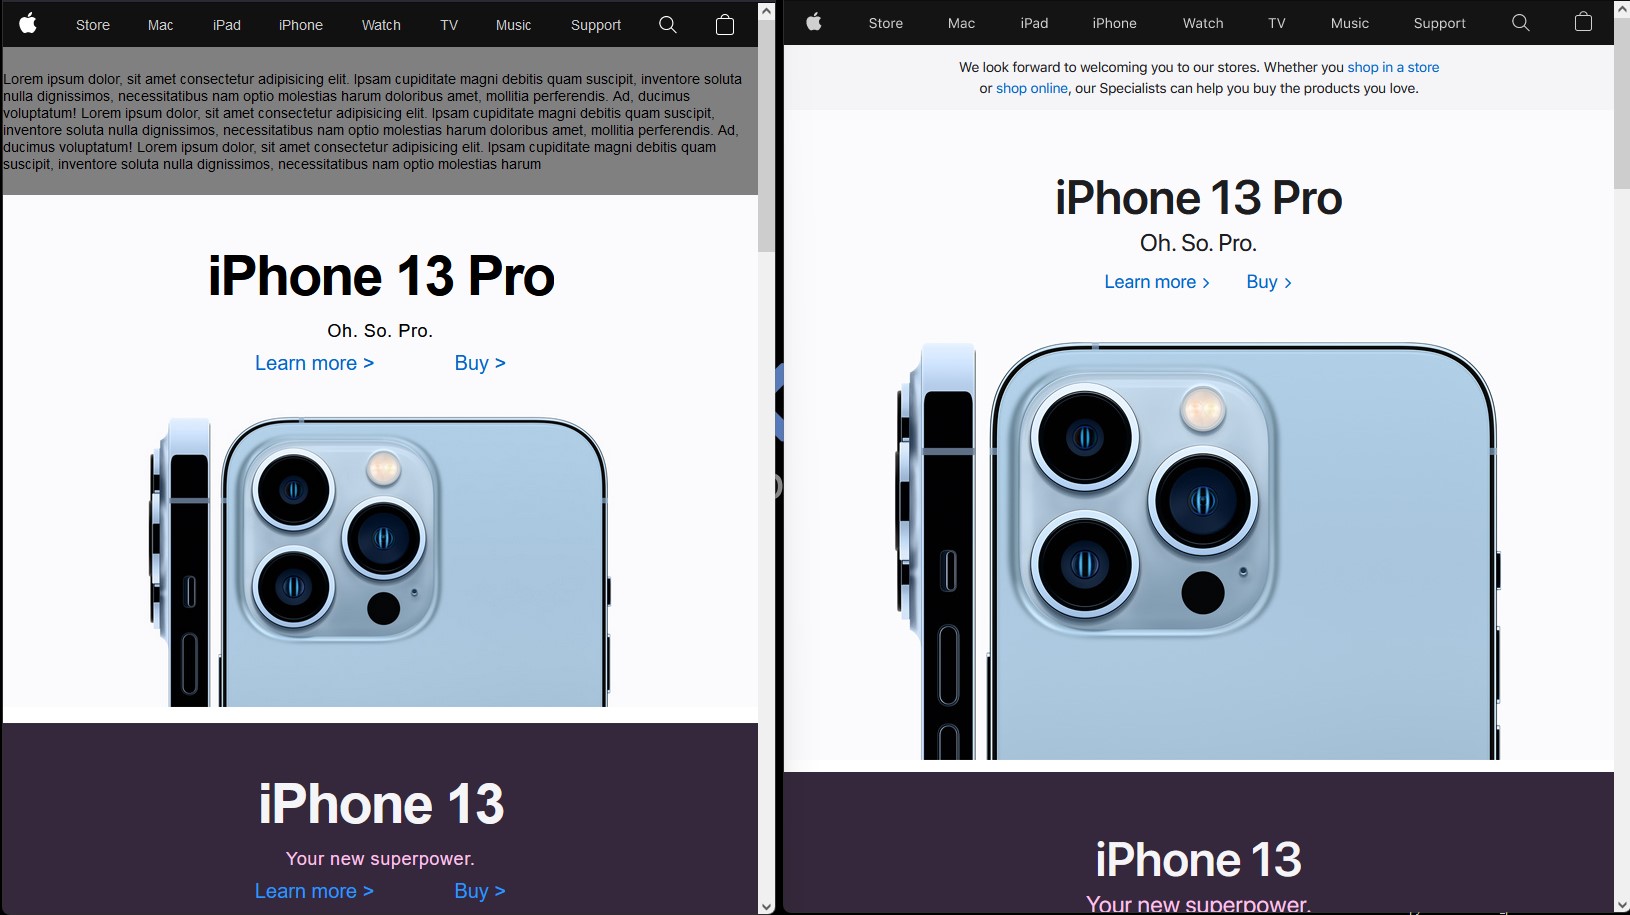 Store Mac iPad iPhone Watch TV Music Support
Lorem ipsum dolor, sit amet consectetur adipisicing elit. Ipsam cupiditate magni debitis quam suscipit, inventore soluta
nulla dignissimos, necessitatibus nam optio molestias harum doloribus amet, mollitia perferendis. Ad, ducimus
voluptatum! Lorem ipsum dolor, sit amet consectetur adipisicing elit. Ipsam cupiditate magni debitis quam suscipit,
inventore soluta nulla dignissimos, necessitatibus nam optio molestias harum doloribus amet, mollitia perferendis. Ad,
ducimus voluptatum! Lorem ipsum dolor, sit amet consectetur adipisicing elit. Ipsam cupiditate magni debitis quam
suscipit, inventore soluta nulla dignissimos, necessitatibus nam optio molestias harum
iPhone 13 Pro
Oh. So. Pro.
Learn more > Buy >
iPhone 13
Your new superpower.
Learn more > Buy >
Store Mac iPad iPhone Watch TV Music Support
We look forward to welcoming you to our stores. Whether you shop in a store
or shop online, our Specialists can help you buy the products you love.
iPhone 13 Pro
Oh. So. Pro.
Learn more > Buy >
iPhone 13
Your new superpower.